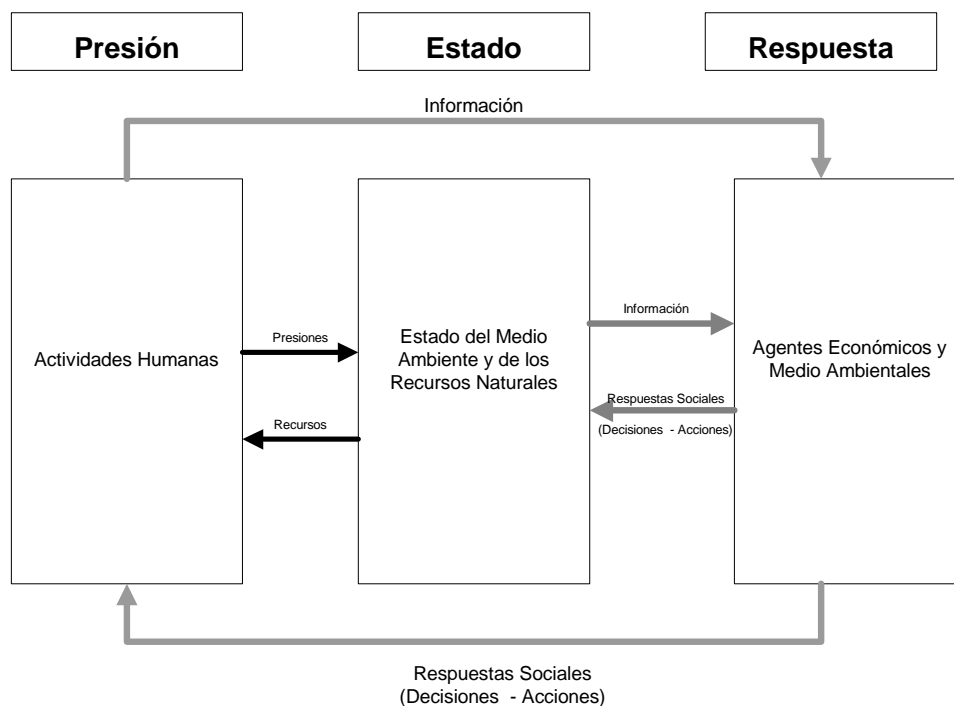 Presión
Estado
Respuesta
Información
Actividades Humanas
Presiones
Recursos
Estado del Medio
Ambiente y de los
Recursos Naturales
Información
Respuestas Sociales
(Decisiones - Acciones)
Agentes Económicos y
Medio Ambientales
Respuestas Sociales
(Decisiones - Acciones)